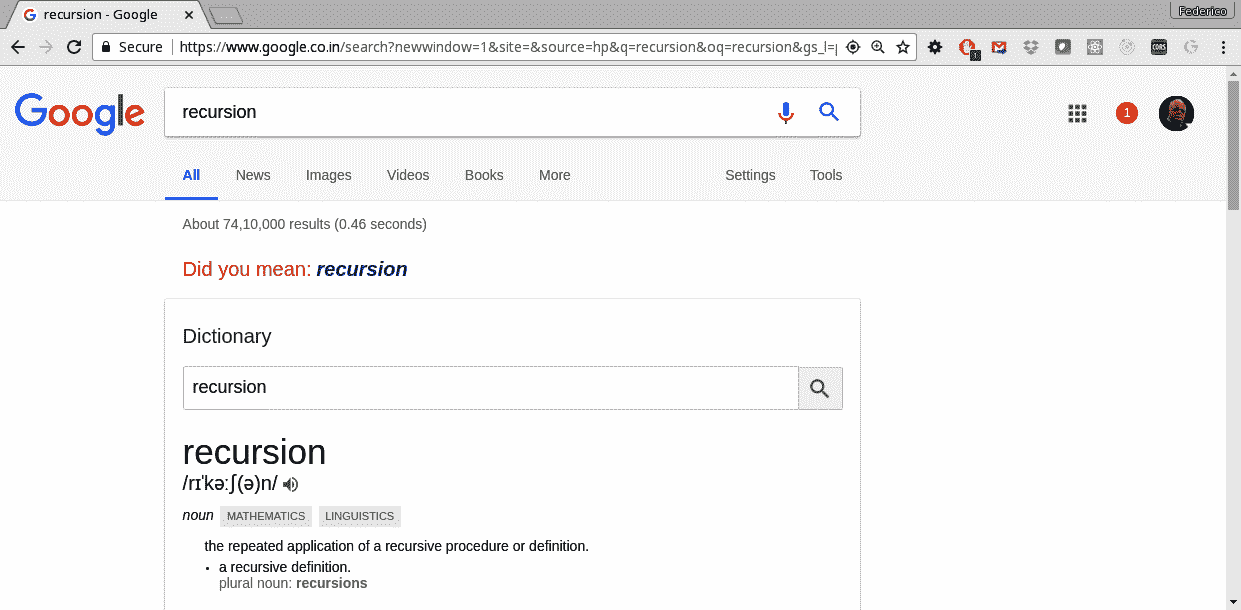 recursion - Google
Federico
Secure https://www.google.co.in/search?newwindow=1&site=&source=hp&q=recursion&oq=recursion&gs_l=
Google
recursion
1
All News Images Videos Books More Settings Tools
About 74,10,000 results (0.46 seconds)
Did you mean: recursion
Dictionary
recursion
recursion
/rɪˈkəːʃ(ə)n/
noun MATHEMATICS LINGUISTICS
the repeated application of a recursive procedure or definition.
• a recursive definition.
plural noun: recursions